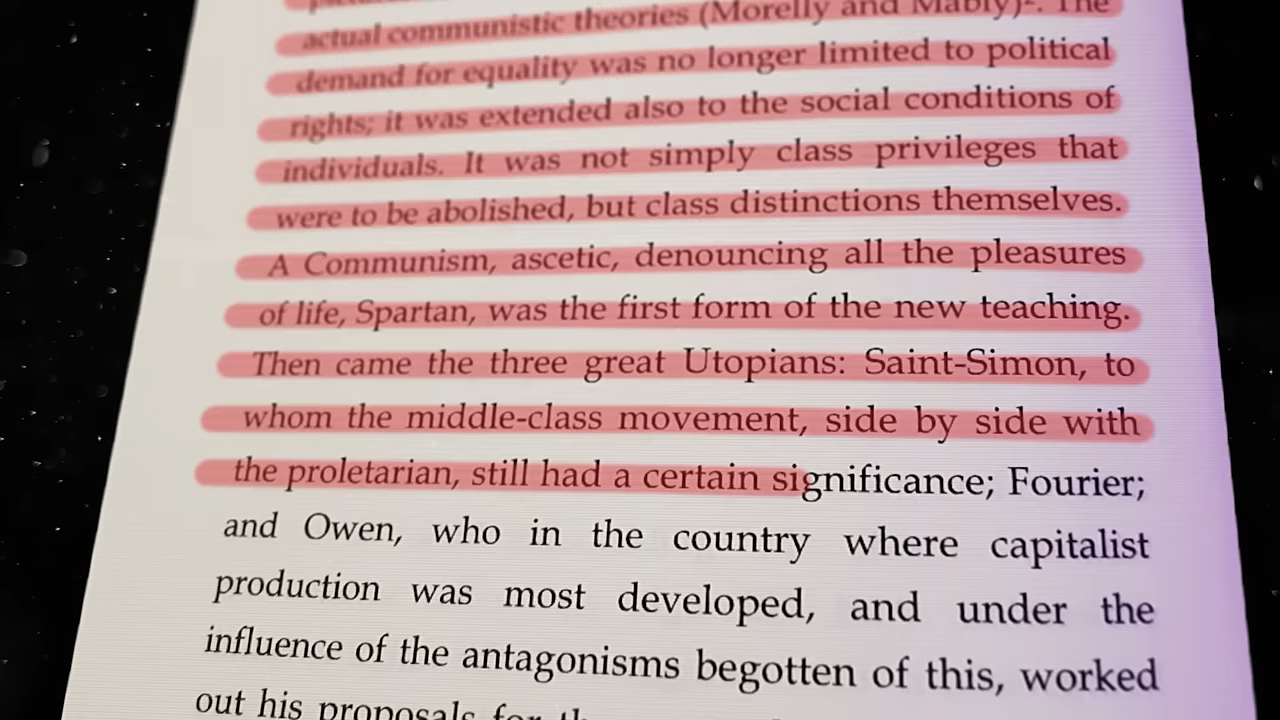 actual communistic theories (Morelly and Mably)². The
demand for equality was no longer limited to political
rights; it was extended also to the social conditions of
individuals. It was not simply class privileges that
were to be abolished, but class distinctions themselves.
A Communism, ascetic, denouncing all the pleasures
of life, Spartan, was the first form of the new teaching.
Then came the three great Utopians: Saint-Simon, to
whom the middle-class movement, side by side with
the proletarian, still had a certain significance; Fourier;
and Owen, who in the country where capitalist
production was most developed, and under the
influence of the antagonisms begotten of this, worked
out his proposals for